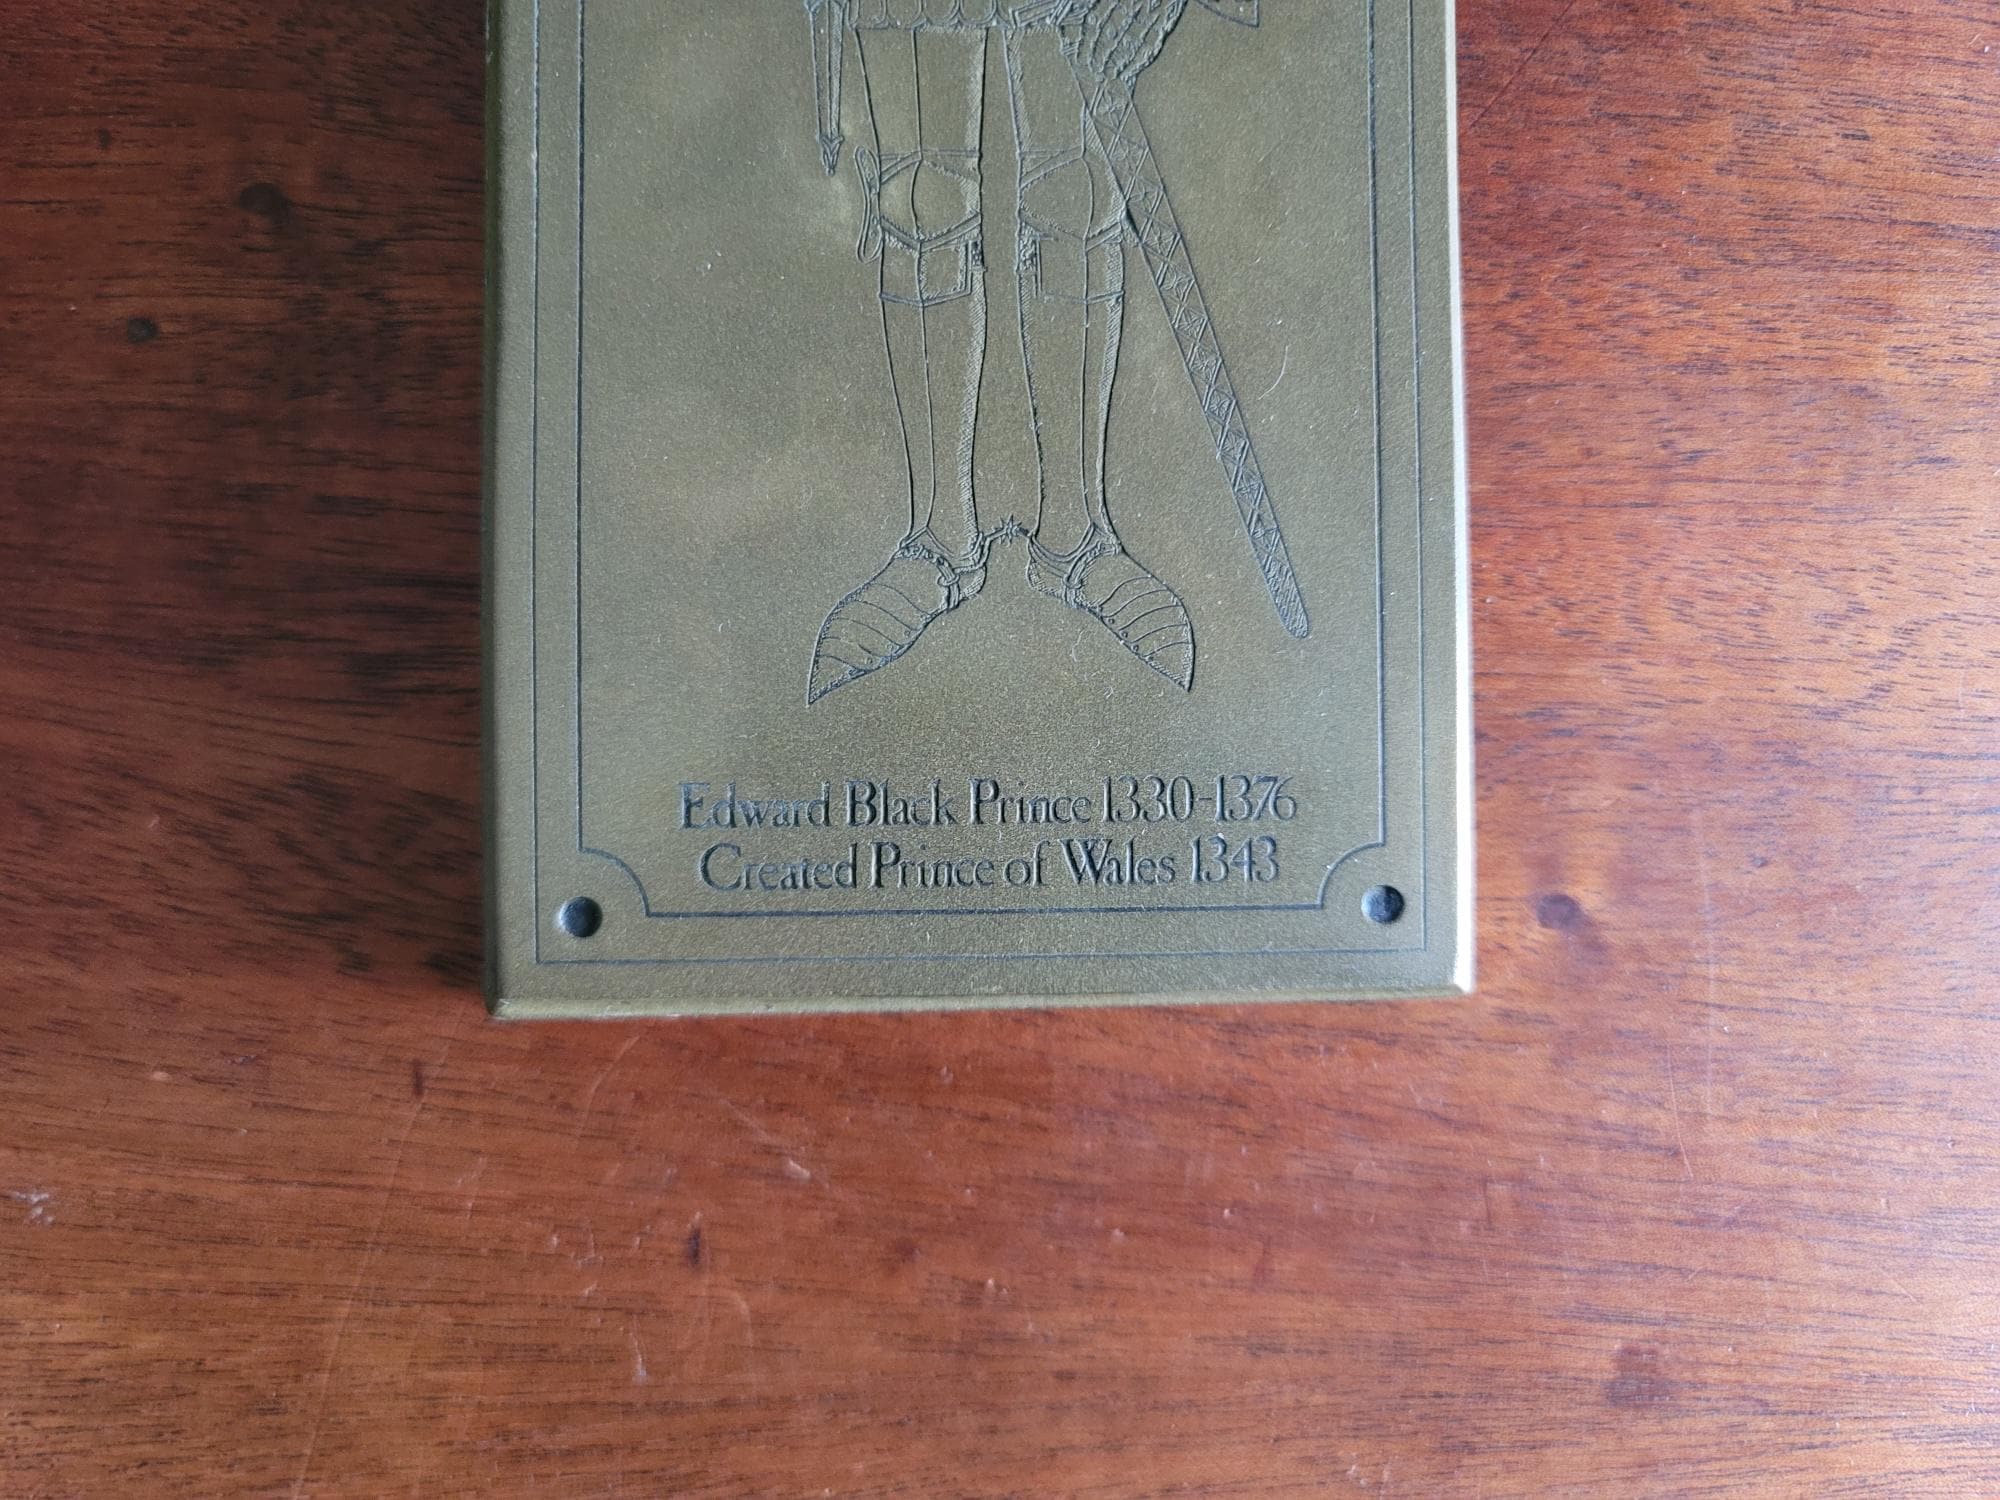 Edward Black Prince 1330-1376
Created Prince of Wales 1343